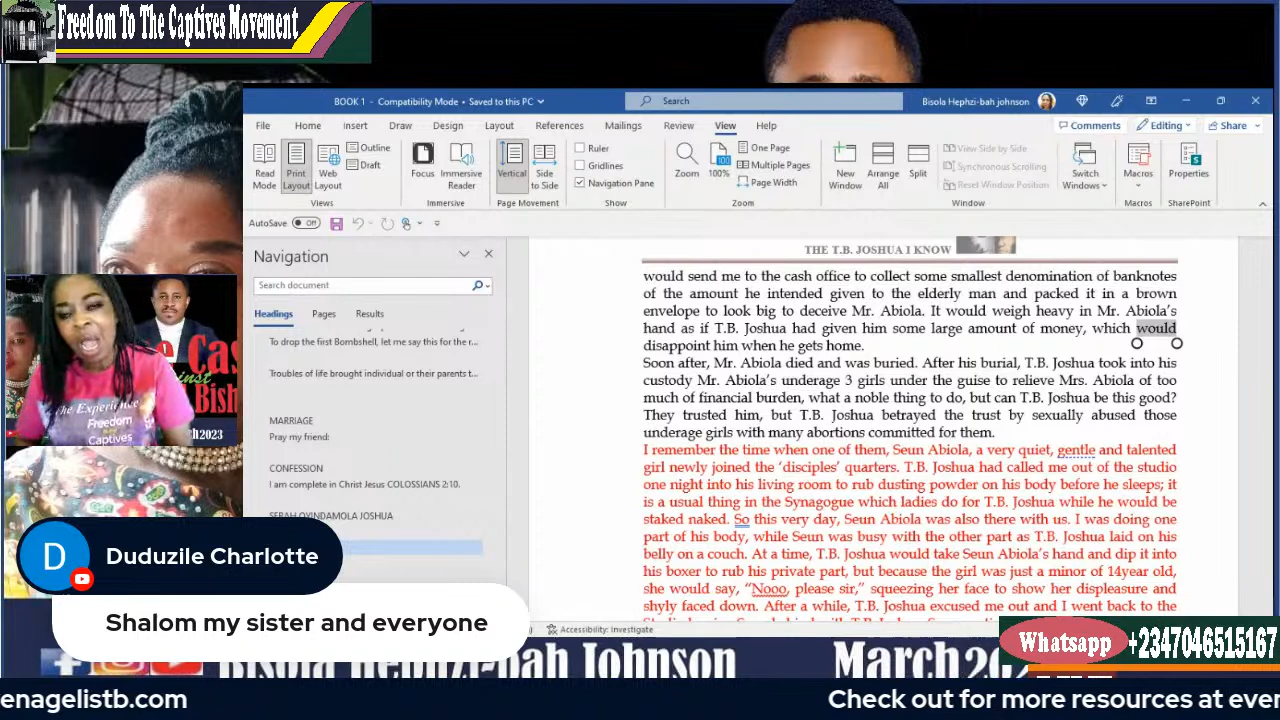 Freedom To The Captives Movement
BOOK 1 - Compatibility Mode • Saved to this PC
Search
Bisola Hephzi-bah johnson
File Home Insert Draw Design Layout References Mailings Review View Help
Comments Editing Share
Read Mode
Print Layout
Web Layout
Outline
Draft
Views
Focus
Immersive Reader
Immersive
Vertical
Side to Side
Page Movement
Ruler
Gridlines
Navigation Pane
Show
Zoom
100%
One Page
Multiple Pages
Page Width
Zoom
New Window
Arrange All
Split
View Side by Side
Synchronous Scrolling
Reset Window Position
Switch Windows
Window
Macros
Macros
Properties
SharePoint
AutoSave Off
Navigation
Search document
Headings Pages Results
To drop the first Bombshell, let me say this for the r...
Troubles of life brought individual or their parents t...
MARRIAGE
Pray my friend:
CONFESSION
I am complete in Christ Jesus COLOSSIANS 2:10.
SERAH OYINDAMOLA JOSHUA
THE T.B. JOSHUA I KNOW
would send me to the cash office to collect some smallest denomination of banknotes
of the amount he intended given to the elderly man and packed it in a brown
envelope to look big to deceive Mr. Abiola. It would weigh heavy in Mr. Abiola's
hand as if T.B. Joshua had given him some large amount of money, which would
disappoint him when he gets home.
Soon after, Mr. Abiola died and was buried. After his burial, T.B. Joshua took into his
custody Mr. Abiola's underage 3 girls under the guise to relieve Mrs. Abiola of too
much of financial burden, what a noble thing to do, but can T.B. Joshua be this good?
They trusted him, but T.B. Joshua betrayed the trust by sexually abused those
underage girls with many abortions committed for them.
I remember the time when one of them, Seun Abiola, a very quiet, gentle and talented
girl newly joined the 'disciples' quarters. T.B. Joshua had called me out of the studio
one night into his living room to rub dusting powder on his body before he sleeps; it
is a usual thing in the Synagogue which ladies do for T.B. Joshua while he would be
staked naked. So this very day, Seun Abiola was also there with us. I was doing one
part of his body, while Seun was busy with the other part as T.B. Joshua laid on his
belly on a couch. At a time, T.B. Joshua would take Seun Abiola's hand and dip it into
his boxer to rub his private part, but because the girl was just a minor of 14year old,
she would say, "Nooo, please sir," squeezing her face to show her displeasure and
shyly faced down. After a while, T.B. Joshua excused me out and I went back to the
Accessibility: Investigate
The Experience
Freedom
Captives
Case
against
Bish
ch2023
D
Duduzile Charlotte
Shalom my sister and everyone
Whatsapp +2347046515167
Bisola Hephzi-bah Johnson
March
enagelistb.com
Check out for more resources at ever